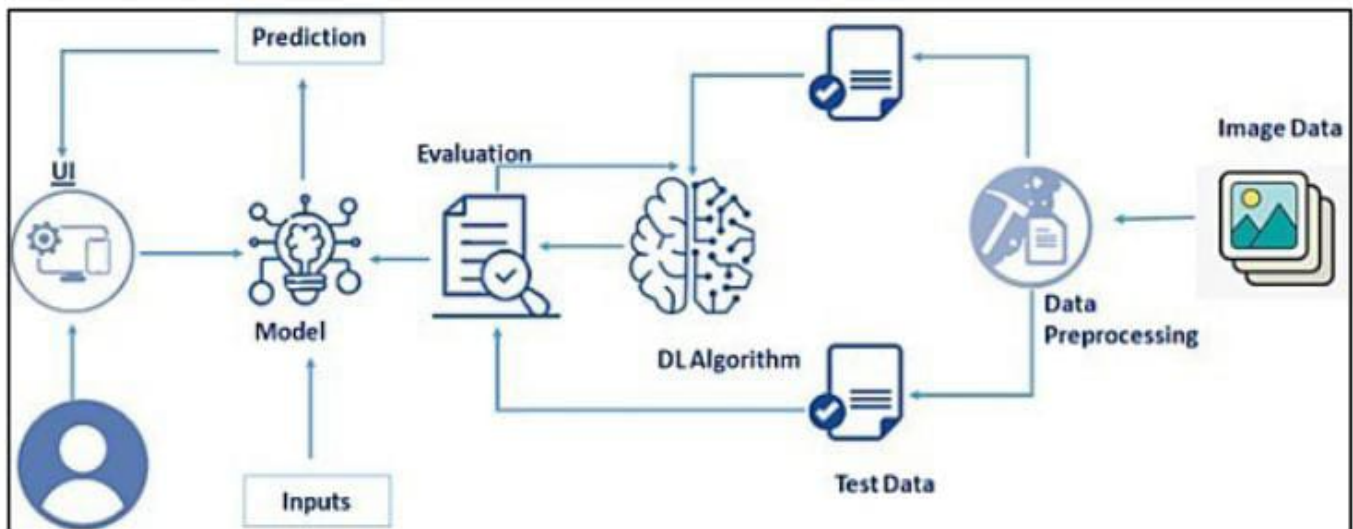 Prediction
Image Data
Evaluation
UI
Data
Preprocessing
Model
DL Algorithm
Test Data
Inputs